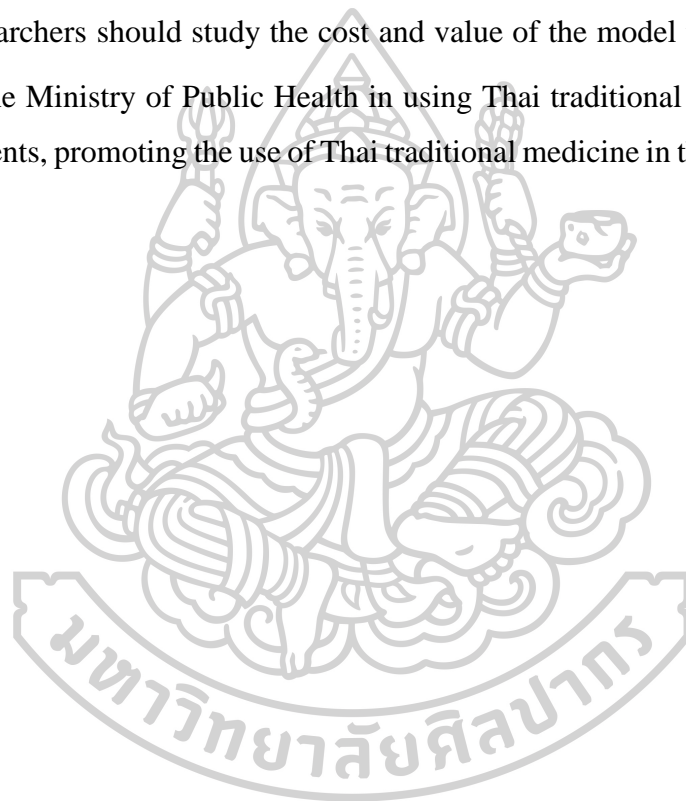 archers should study the cost and value of the model
e Ministry of Public Health in using Thai traditional
ents, promoting the use of Thai traditional medicine in t
มหาวิทยาลัยศิลปากร